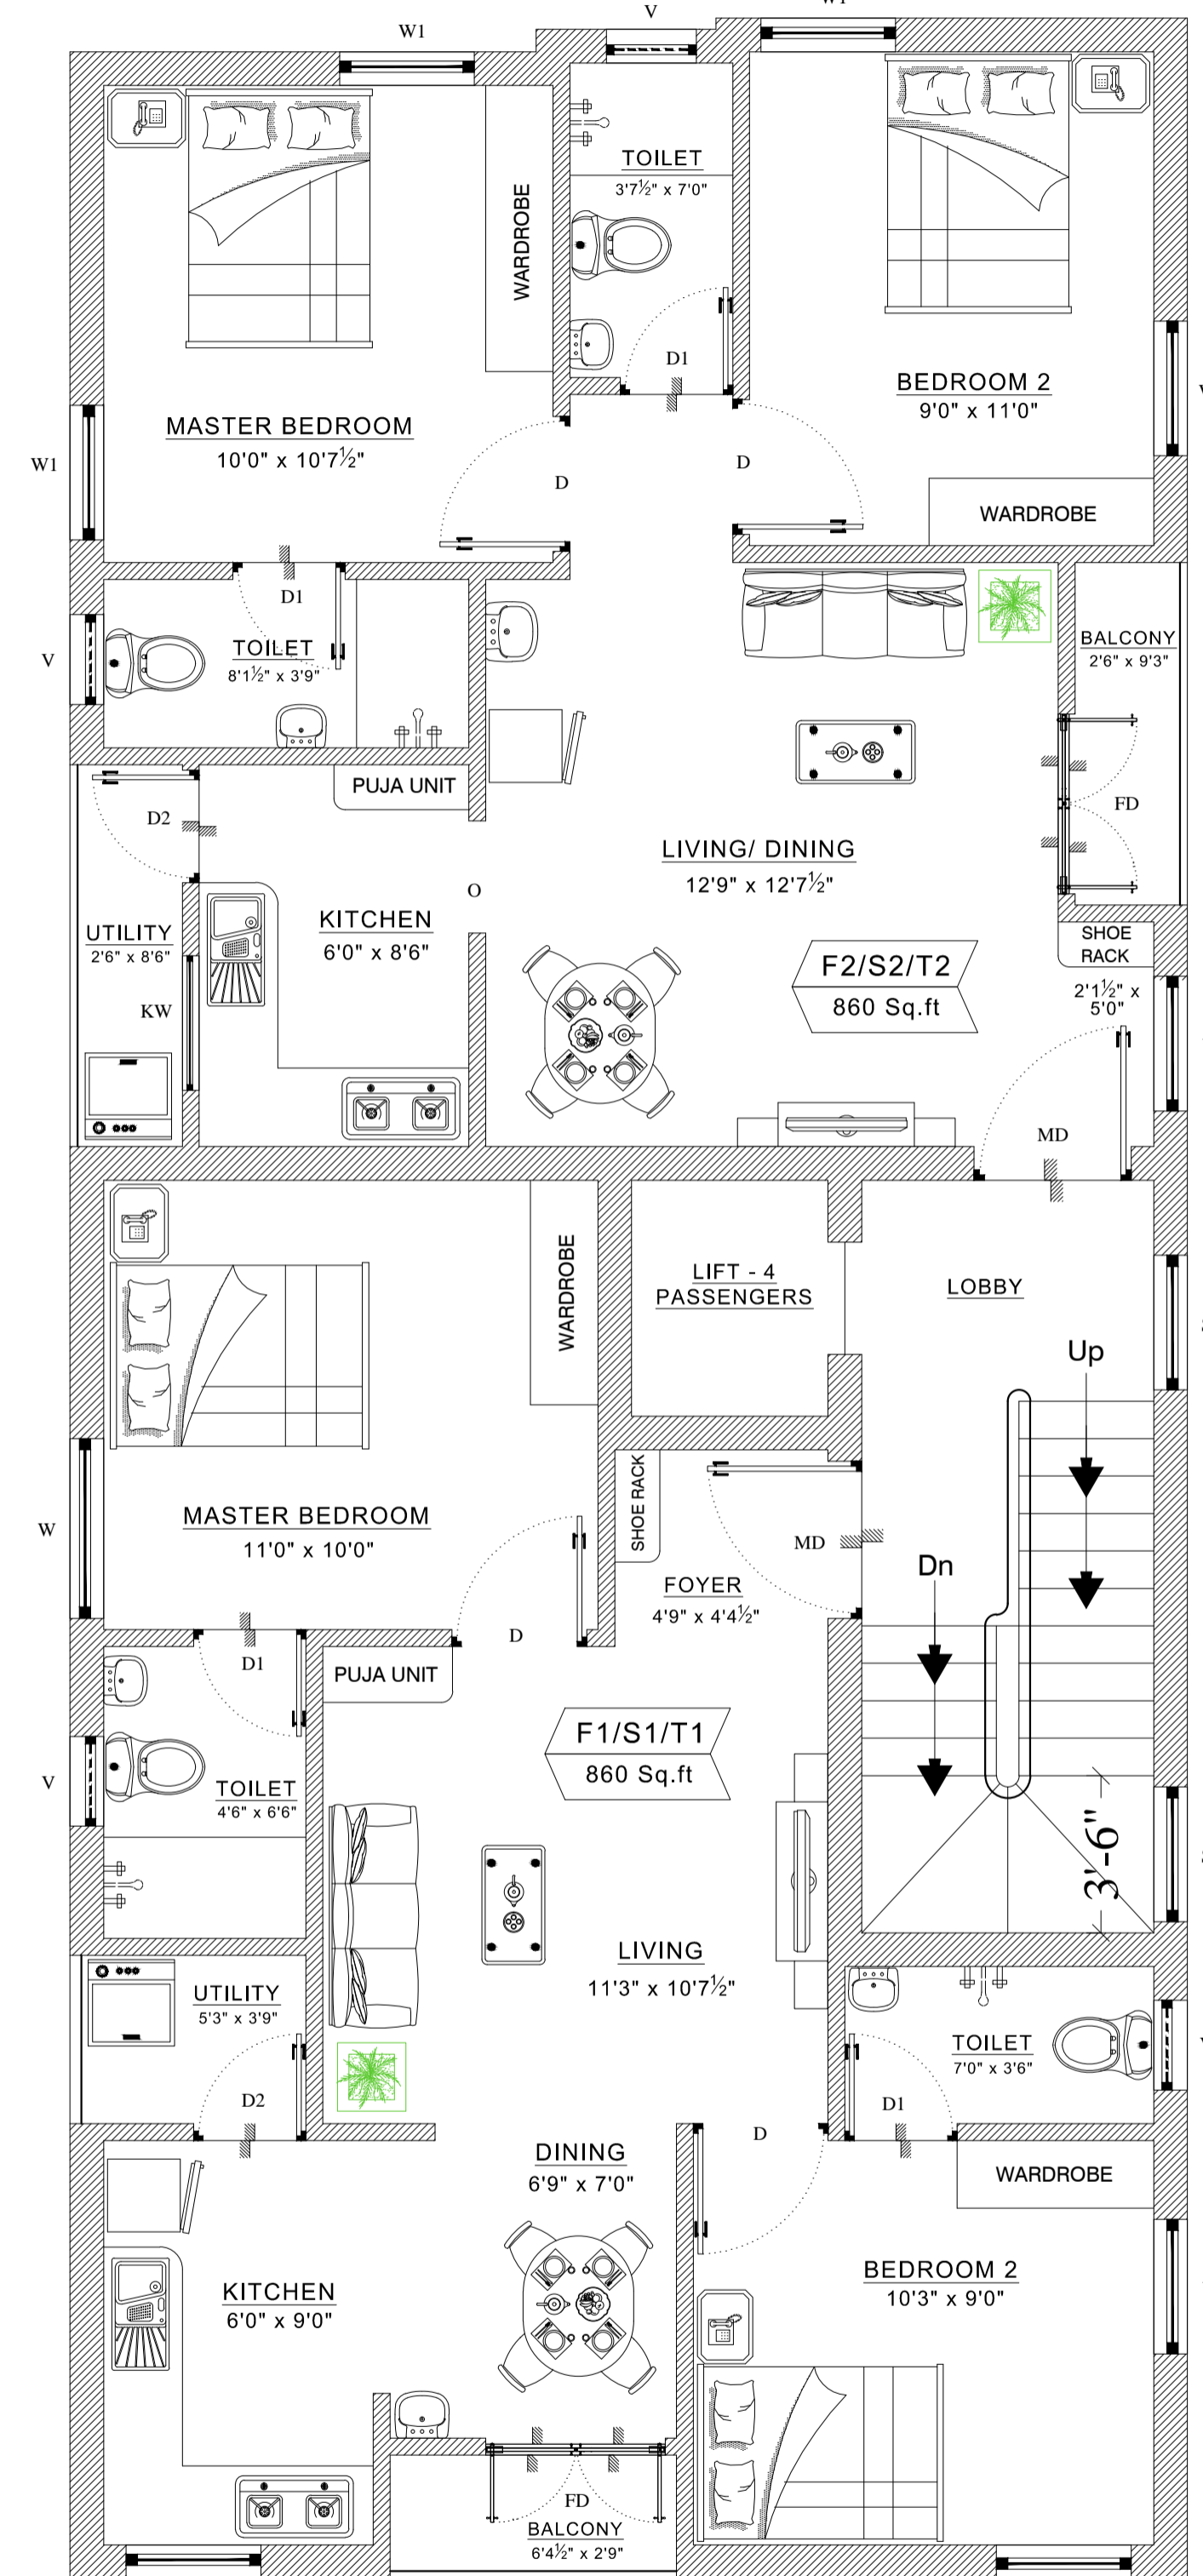 W1
V
W1
TOILET
3'7½" x 7'0"
WARDROBE
D1
BEDROOM 2
9'0" x 11'0"
MASTER BEDROOM
10'0" x 10'7½"
W1
D
D
WARDROBE
D1
TOILET
8'1½" x 3'9"
V
BALCONY
2'6" x 9'3"
PUJA UNIT
D2
FD
LIVING/ DINING
12'9" x 12'7½"
O
KITCHEN
6'0" x 8'6"
UTILITY
2'6" x 8'6"
SHOE
RACK
F2/S2/T2
860 Sq.ft
2'1½" x
5'0"
KW
MD
WARDROBE
LIFT - 4
PASSENGERS
LOBBY
Up
SHOE RACK
MASTER BEDROOM
11'0" x 10'0"
W
MD
Dn
FOYER
4'9" x 4'4½"
D
D1
PUJA UNIT
F1/S1/T1
860 Sq.ft
V
TOILET
4'6" x 6'6"
3'-6"
LIVING
11'3" x 10'7½"
UTILITY
5'3" x 3'9"
TOILET
7'0" x 3'6"
D2
D1
D
DINING
6'9" x 7'0"
WARDROBE
BEDROOM 2
10'3" x 9'0"
KITCHEN
6'0" x 9'0"
FD
BALCONY
6'4½" x 2'9"